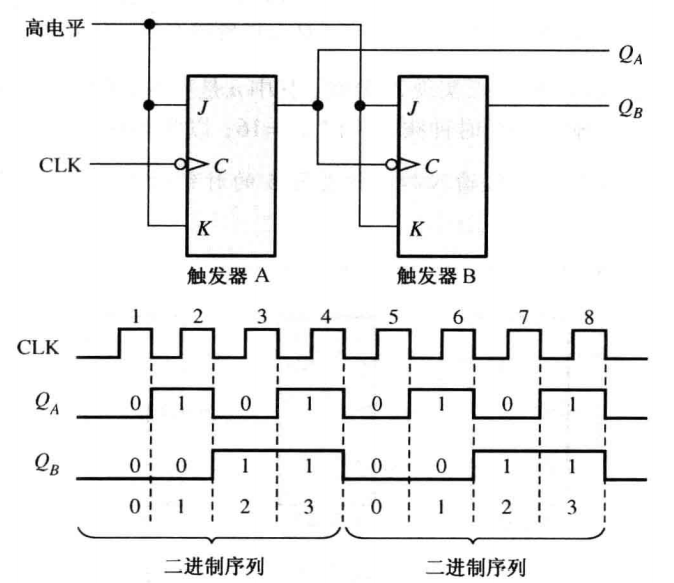 高电平
Q_A
J
J
Q_B
CLK
C
C
K
K
触发器 A
触发器 B
1 2 3 4 5 6 7 8
CLK
Q_A 0 1 0 1 0 1 0 1
Q_B 0 0 1 1 0 0 1 1
0 1 2 3 0 1 2 3
二进制序列
二进制序列